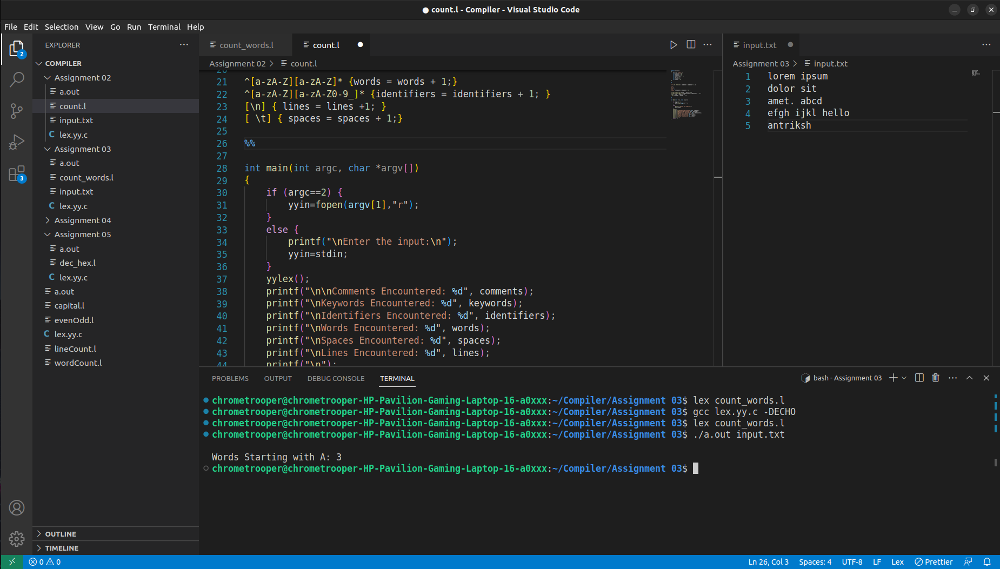 ● count.l - Compiler - Visual Studio Code
File Edit Selection View Go Run Terminal Help
EXPLORER
COMPILER
Assignment 02
a.out
count.l
input.txt
lex.yy.c
Assignment 03
a.out
count_words.l
input.txt
lex.yy.c
Assignment 04
Assignment 05
a.out
dec_hex.l
lex.yy.c
a.out
capital.l
evenOdd.l
lex.yy.c
lineCount.l
wordCount.l
OUTLINE
TIMELINE
2
3
count_words.l count.l
Assignment 02 > count.l
20
21 ^[a-zA-Z][a-zA-Z]* {words = words + 1;}
22 ^[a-zA-Z][a-zA-Z0-9_]* {identifiers = identifiers + 1; }
23 [\n] { lines = lines +1; }
24 [ \t] { spaces = spaces + 1;}
25
26 %%
27
28 int main(int argc, char *argv[])
29 {
30 if (argc==2) {
31 yyin=fopen(argv[1],"r");
32 }
33 else {
34 printf("\nEnter the input:\n");
35 yyin=stdin;
36 }
37 yylex();
38 printf("\n\nComments Encountered: %d", comments);
39 printf("\nKeywords Encountered: %d", keywords);
40 printf("\nIdentifiers Encountered: %d", identifiers);
41 printf("\nWords Encountered: %d", words);
42 printf("\nSpaces Encountered: %d", spaces);
43 printf("\nLines Encountered: %d", lines);
44 printf("\n");
input.txt
Assignment 03 > input.txt
1 lorem ipsum
2 dolor sit
3 amet. abcd
4 efgh ijkl hello
5 antriksh
PROBLEMS OUTPUT DEBUG CONSOLE TERMINAL
bash - Assignment 03
chrometrooper@chrometrooper-HP-Pavilion-Gaming-Laptop-16-a0xxx:~/Compiler/Assignment 03$ lex count_words.l
chrometrooper@chrometrooper-HP-Pavilion-Gaming-Laptop-16-a0xxx:~/Compiler/Assignment 03$ gcc lex.yy.c -DECHO
chrometrooper@chrometrooper-HP-Pavilion-Gaming-Laptop-16-a0xxx:~/Compiler/Assignment 03$ lex count_words.l
chrometrooper@chrometrooper-HP-Pavilion-Gaming-Laptop-16-a0xxx:~/Compiler/Assignment 03$ ./a.out input.txt
Words Starting with A: 3
chrometrooper@chrometrooper-HP-Pavilion-Gaming-Laptop-16-a0xxx:~/Compiler/Assignment 03$
0 0
Ln 26, Col 3 Spaces: 4 UTF-8 LF Lex Prettier